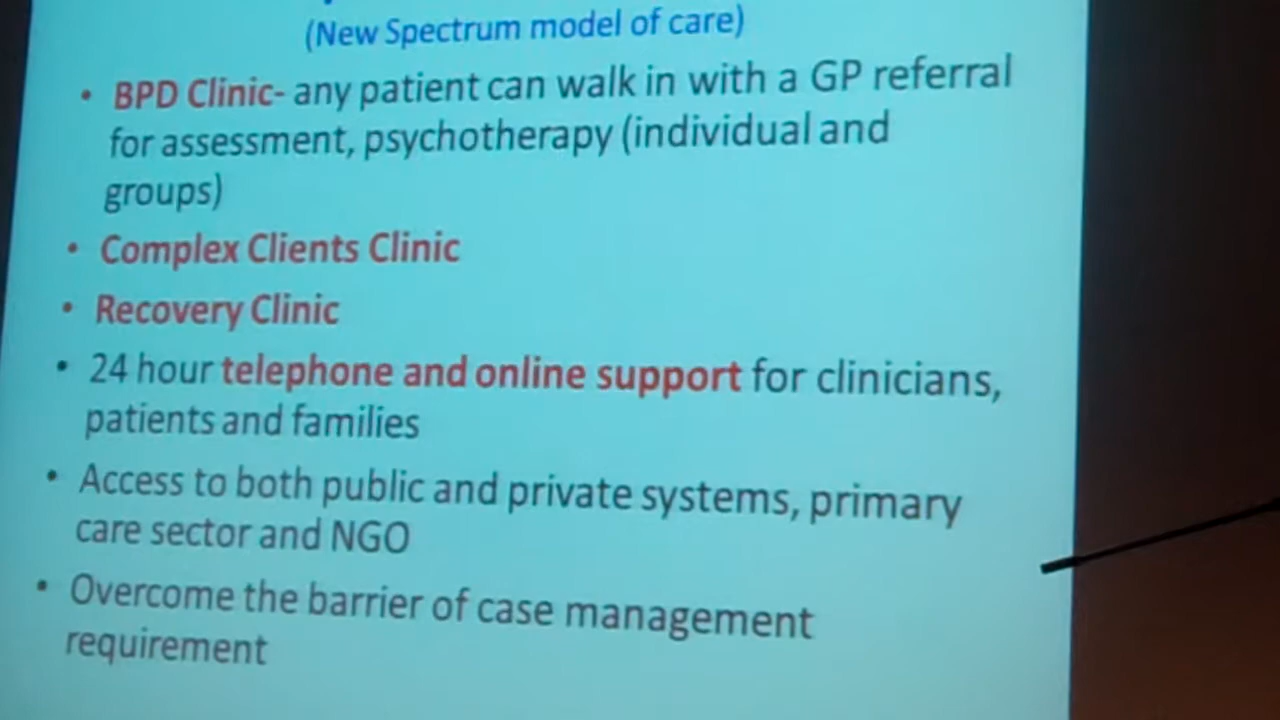 (New Spectrum model of care)
• BPD Clinic- any patient can walk in with a GP referral
for assessment, psychotherapy (individual and
groups)
• Complex Clients Clinic
• Recovery Clinic
• 24 hour telephone and online support for clinicians,
patients and families
• Access to both public and private systems, primary
care sector and NGO
• Overcome the barrier of case management
requirement